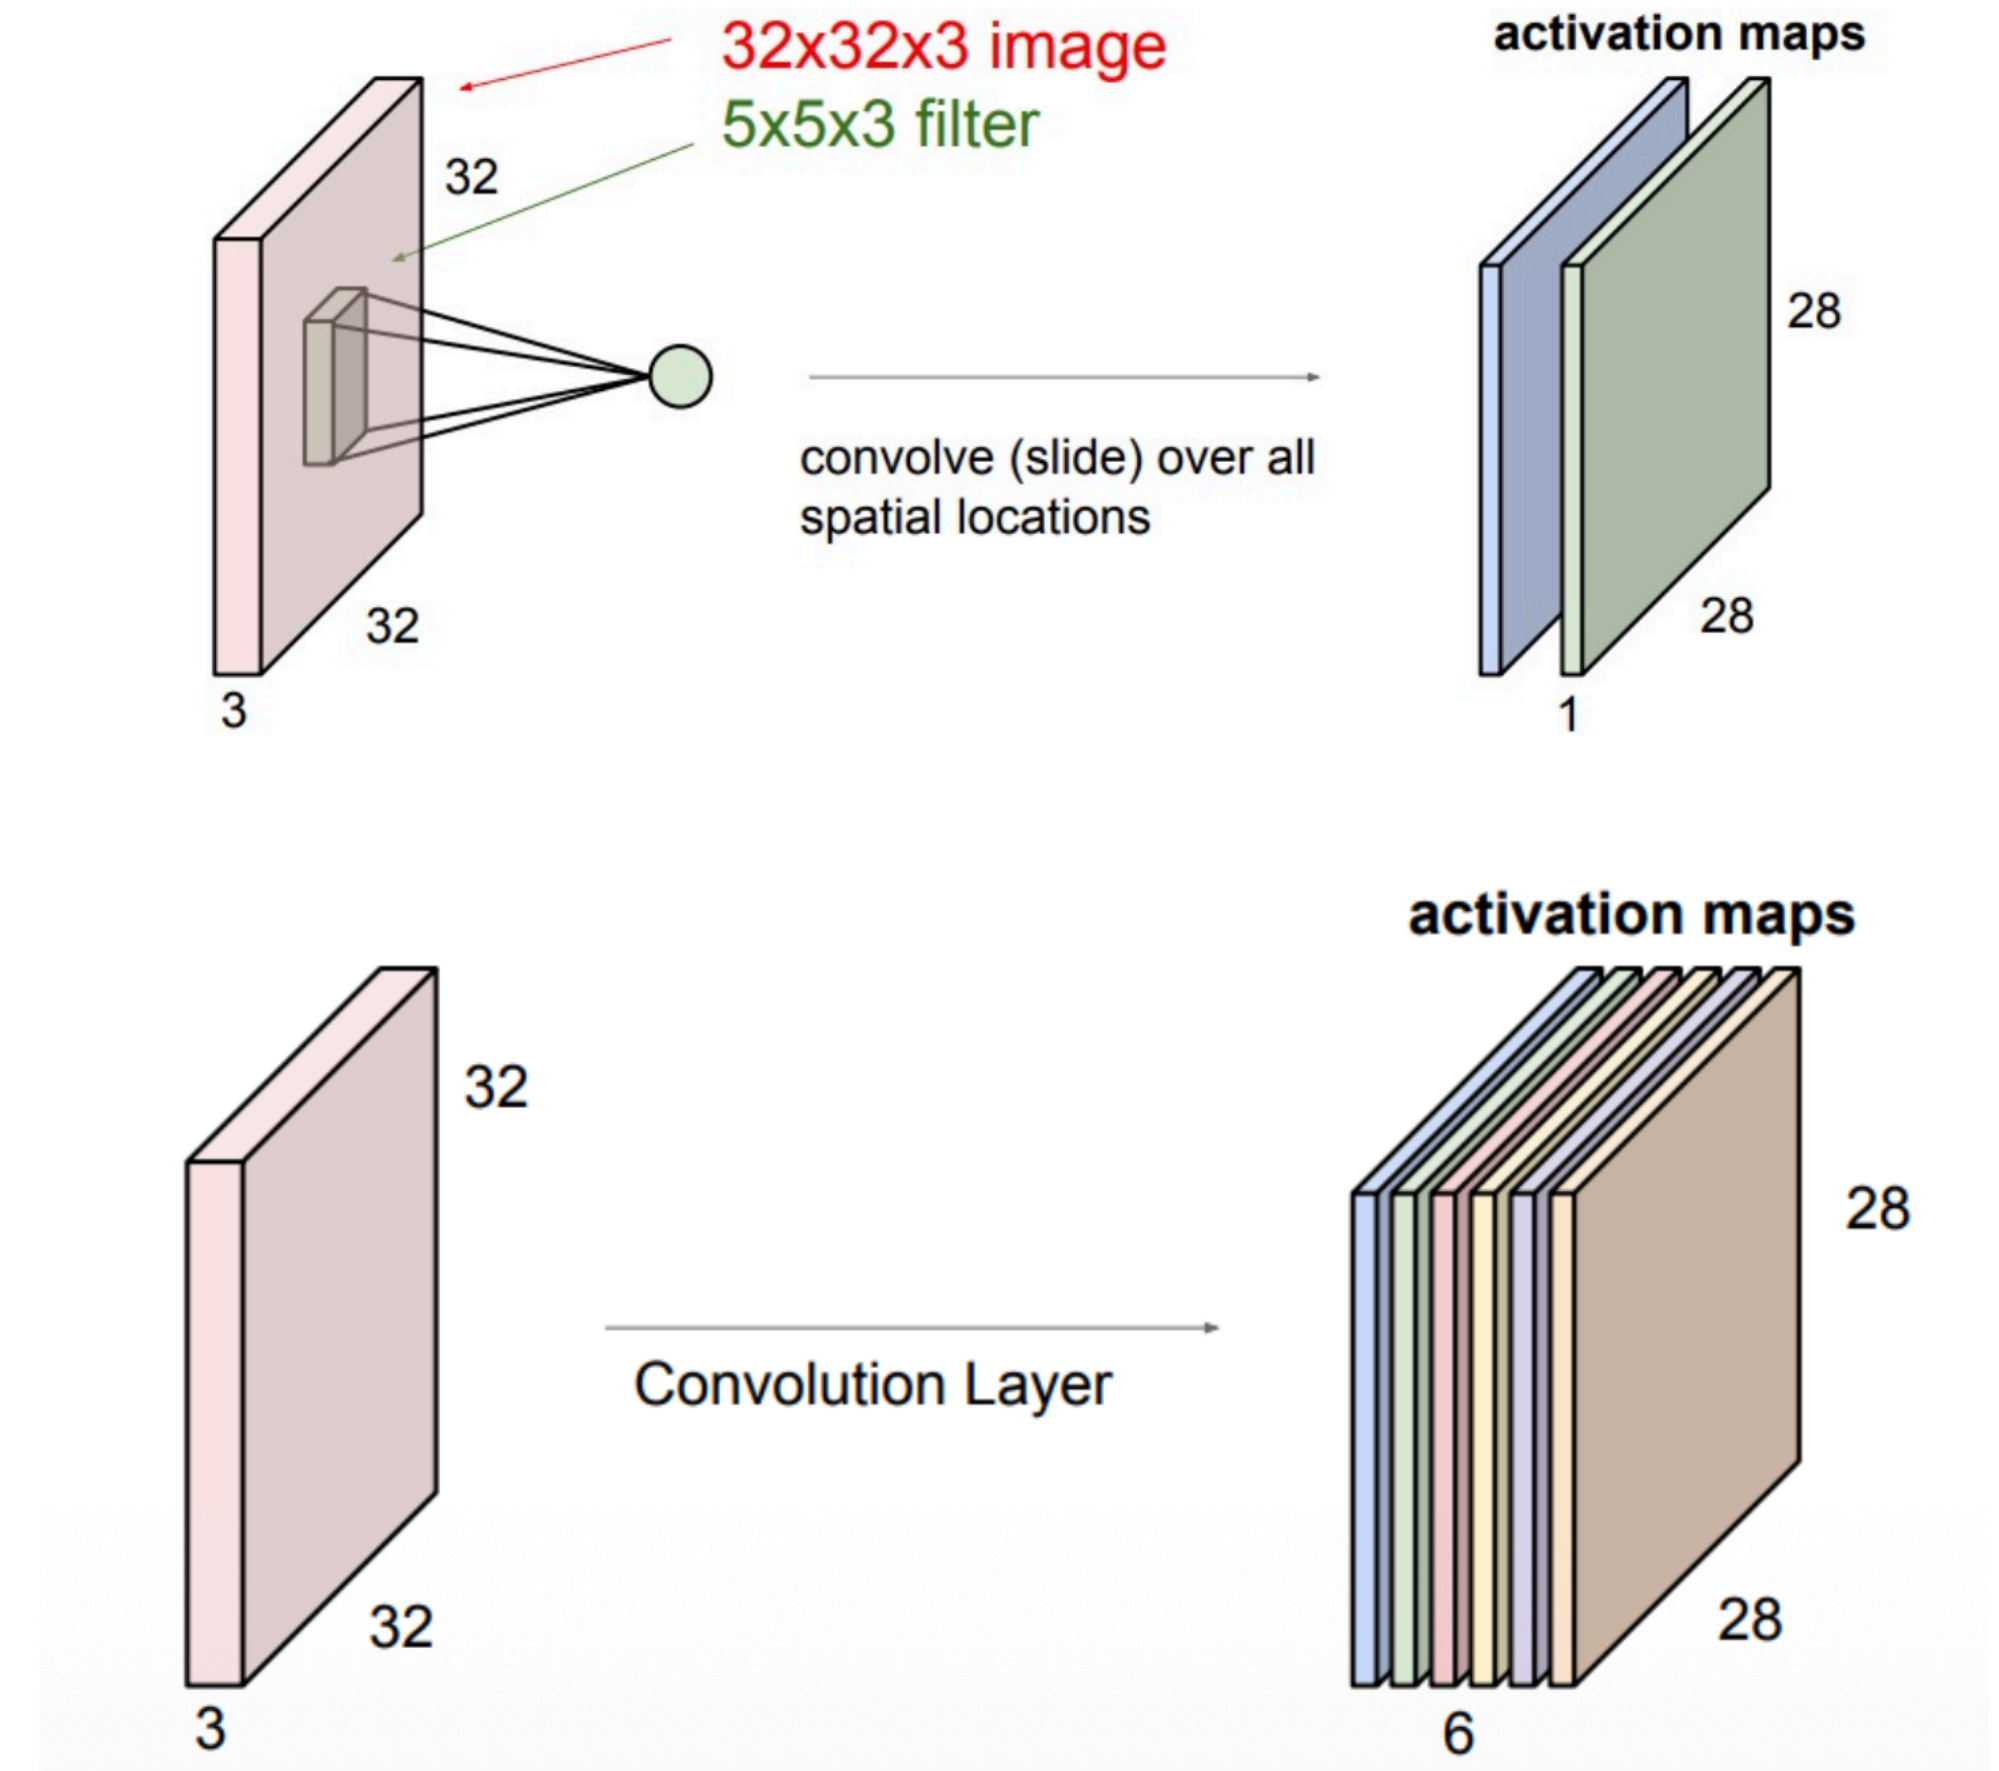 32x32x3 image
5x5x3 filter
32
32
3
convolve (slide) over all
spatial locations
activation maps
28
28
1
32
32
3
Convolution Layer
activation maps
28
28
6